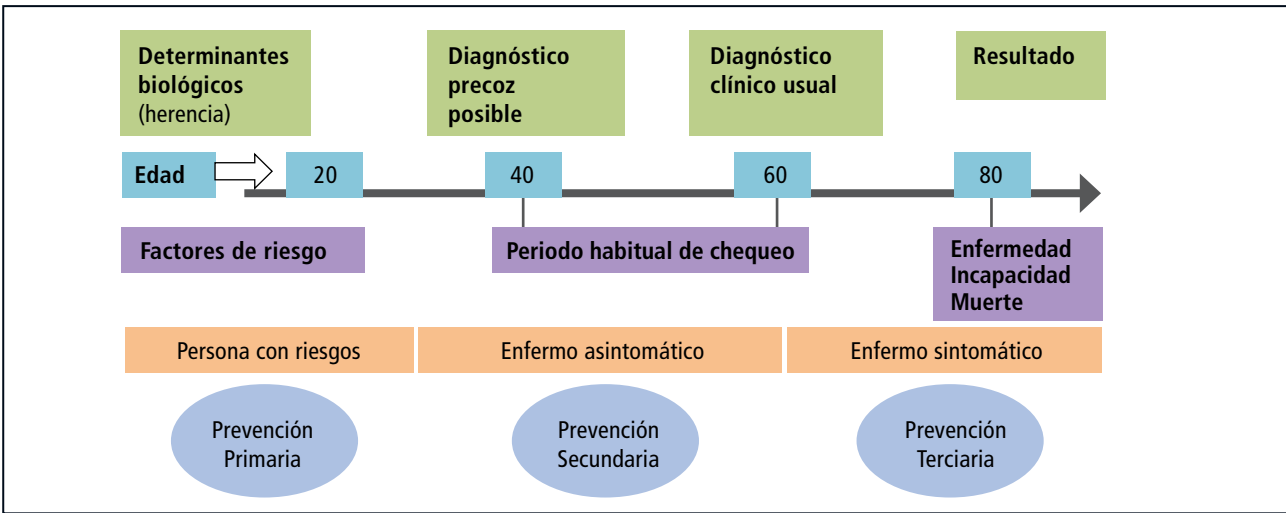 Determinantes
biológicos
(herencia)
Diagnóstico
precoz
posible
Diagnóstico
clínico usual
Resultado
Edad
20
40
60
80
Factores de riesgo
Periodo habitual de chequeo
Enfermedad
Incapacidad
Muerte
Persona con riesgos
Enfermo asintomático
Enfermo sintomático
Prevención
Primaria
Prevención
Secundaria
Prevención
Terciaria